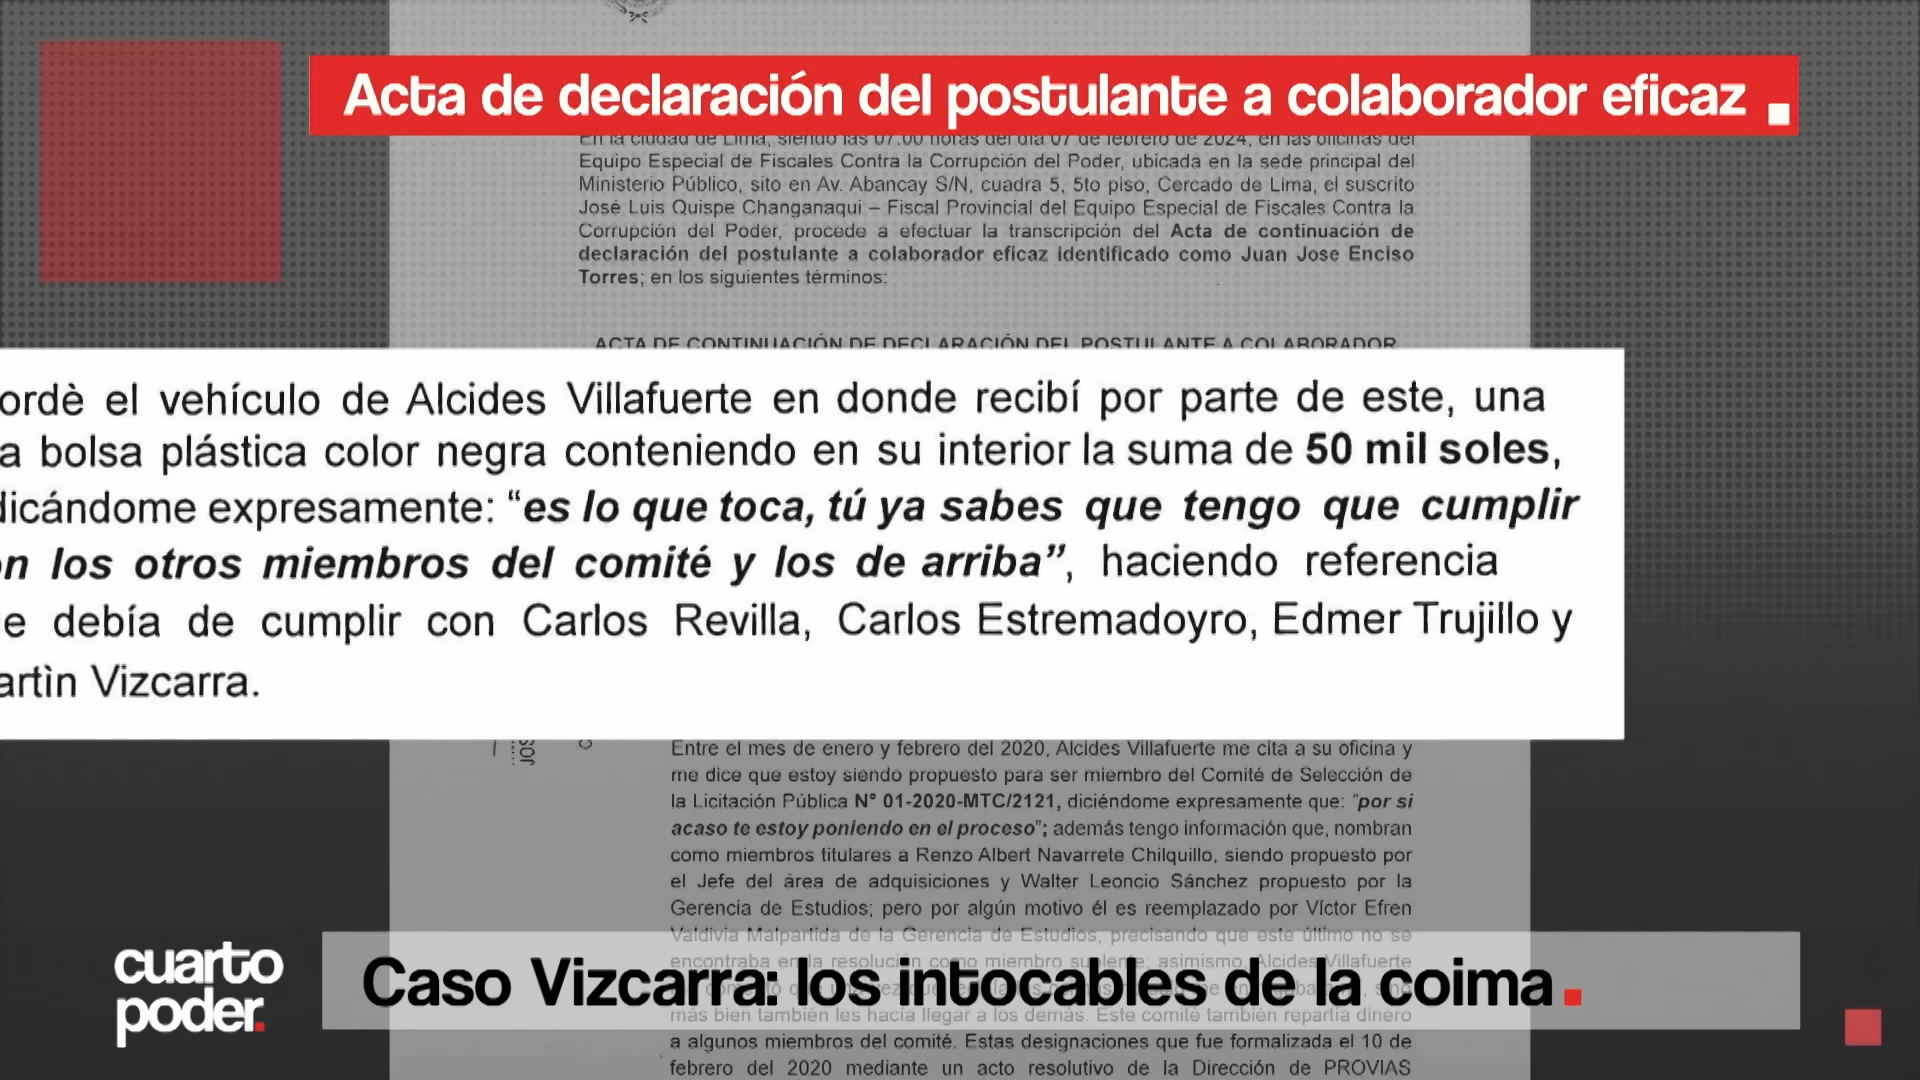 Acta de declaración del postulante a colaborador eficaz
En la ciudad de Lima, siendo las 07:00 horas del día 07 de febrero de 2024, en las oficinas del
Equipo Especial de Fiscales Contra la Corrupción del Poder, ubicada en la sede principal del
Ministerio Público, sito en Av. Abancay S/N, cuadra 5, 5to piso, Cercado de Lima, el suscrito
José Luis Quispe Changanaqui – Fiscal Provincial del Equipo Especial de Fiscales Contra la
Corrupción del Poder, procede a efectuar la transcripción del Acta de continuación de
declaración del postulante a colaborador eficaz identificado como Juan Jose Enciso
Torres; en los siguientes términos:
ACTA DE CONTINUACIÓN DE DECLARACIÓN DEL POSTULANTE A COLABORADOR
ordè el vehículo de Alcides Villafuerte en donde recibí por parte de este, una
a bolsa plástica color negra conteniendo en su interior la suma de 50 mil soles,
dicándome expresamente: “es lo que toca, tú ya sabes que tengo que cumplir
on los otros miembros del comité y los de arriba”, haciendo referencia
e debía de cumplir con Carlos Revilla, Carlos Estremadoyro, Edmer Trujillo y
artìn Vizcarra.
JOS
Entre el mes de enero y febrero del 2020, Alcides Villafuerte me cita a su oficina y
me dice que estoy siendo propuesto para ser miembro del Comité de Selección de
la Licitación Pública N° 01-2020-MTC/2121, diciéndome expresamente que: "por si
acaso te estoy poniendo en el proceso"; además tengo información que, nombran
como miembros titulares a Renzo Albert Navarrete Chilquillo, siendo propuesto por
el Jefe del área de adquisiciones y Walter Leoncio Sánchez propuesto por la
Gerencia de Estudios; pero por algún motivo él es reemplazado por Víctor Efren
Valdivia Malpartida de la Gerencia de Estudios, precisando que este último no se
encontraba en la resolución como miembro suplente; asimismo, Alcides Villafuerte
más bien también les hacía llegar a los demás. Este comité también repartía dinero
a algunos miembros del comité. Estas designaciones que fue formalizada el 10 de
febrero del 2020 mediante un acto resolutivo de la Dirección de PROVIAS
cuarto
poder.
Caso Vizcarra: los intocables de la coima